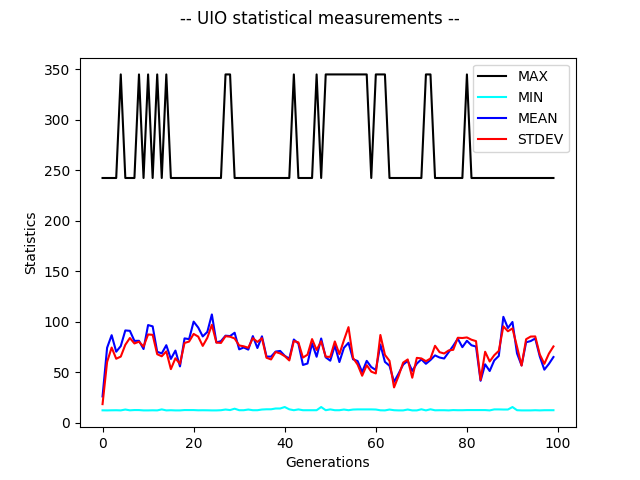 -- UIO statistical measurements --
MAX
MIN
MEAN
STDEV
350
300
250
200
150
100
50
0
Statistics
0 20 40 60 80 100
Generations